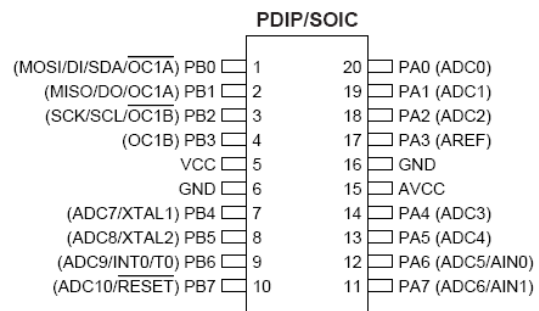 PDIP/SOIC
(MOSI/DI/SDA/OC1A) PB0 1 20 PA0 (ADC0)
(MISO/DO/OC1A) PB1 2 19 PA1 (ADC1)
(SCK/SCL/OC1B) PB2 3 18 PA2 (ADC2)
(OC1B) PB3 4 17 PA3 (AREF)
VCC 5 16 GND
GND 6 15 AVCC
(ADC7/XTAL1) PB4 7 14 PA4 (ADC3)
(ADC8/XTAL2) PB5 8 13 PA5 (ADC4)
(ADC9/INT0/T0) PB6 9 12 PA6 (ADC5/AIN0)
(ADC10/RESET) PB7 10 11 PA7 (ADC6/AIN1)